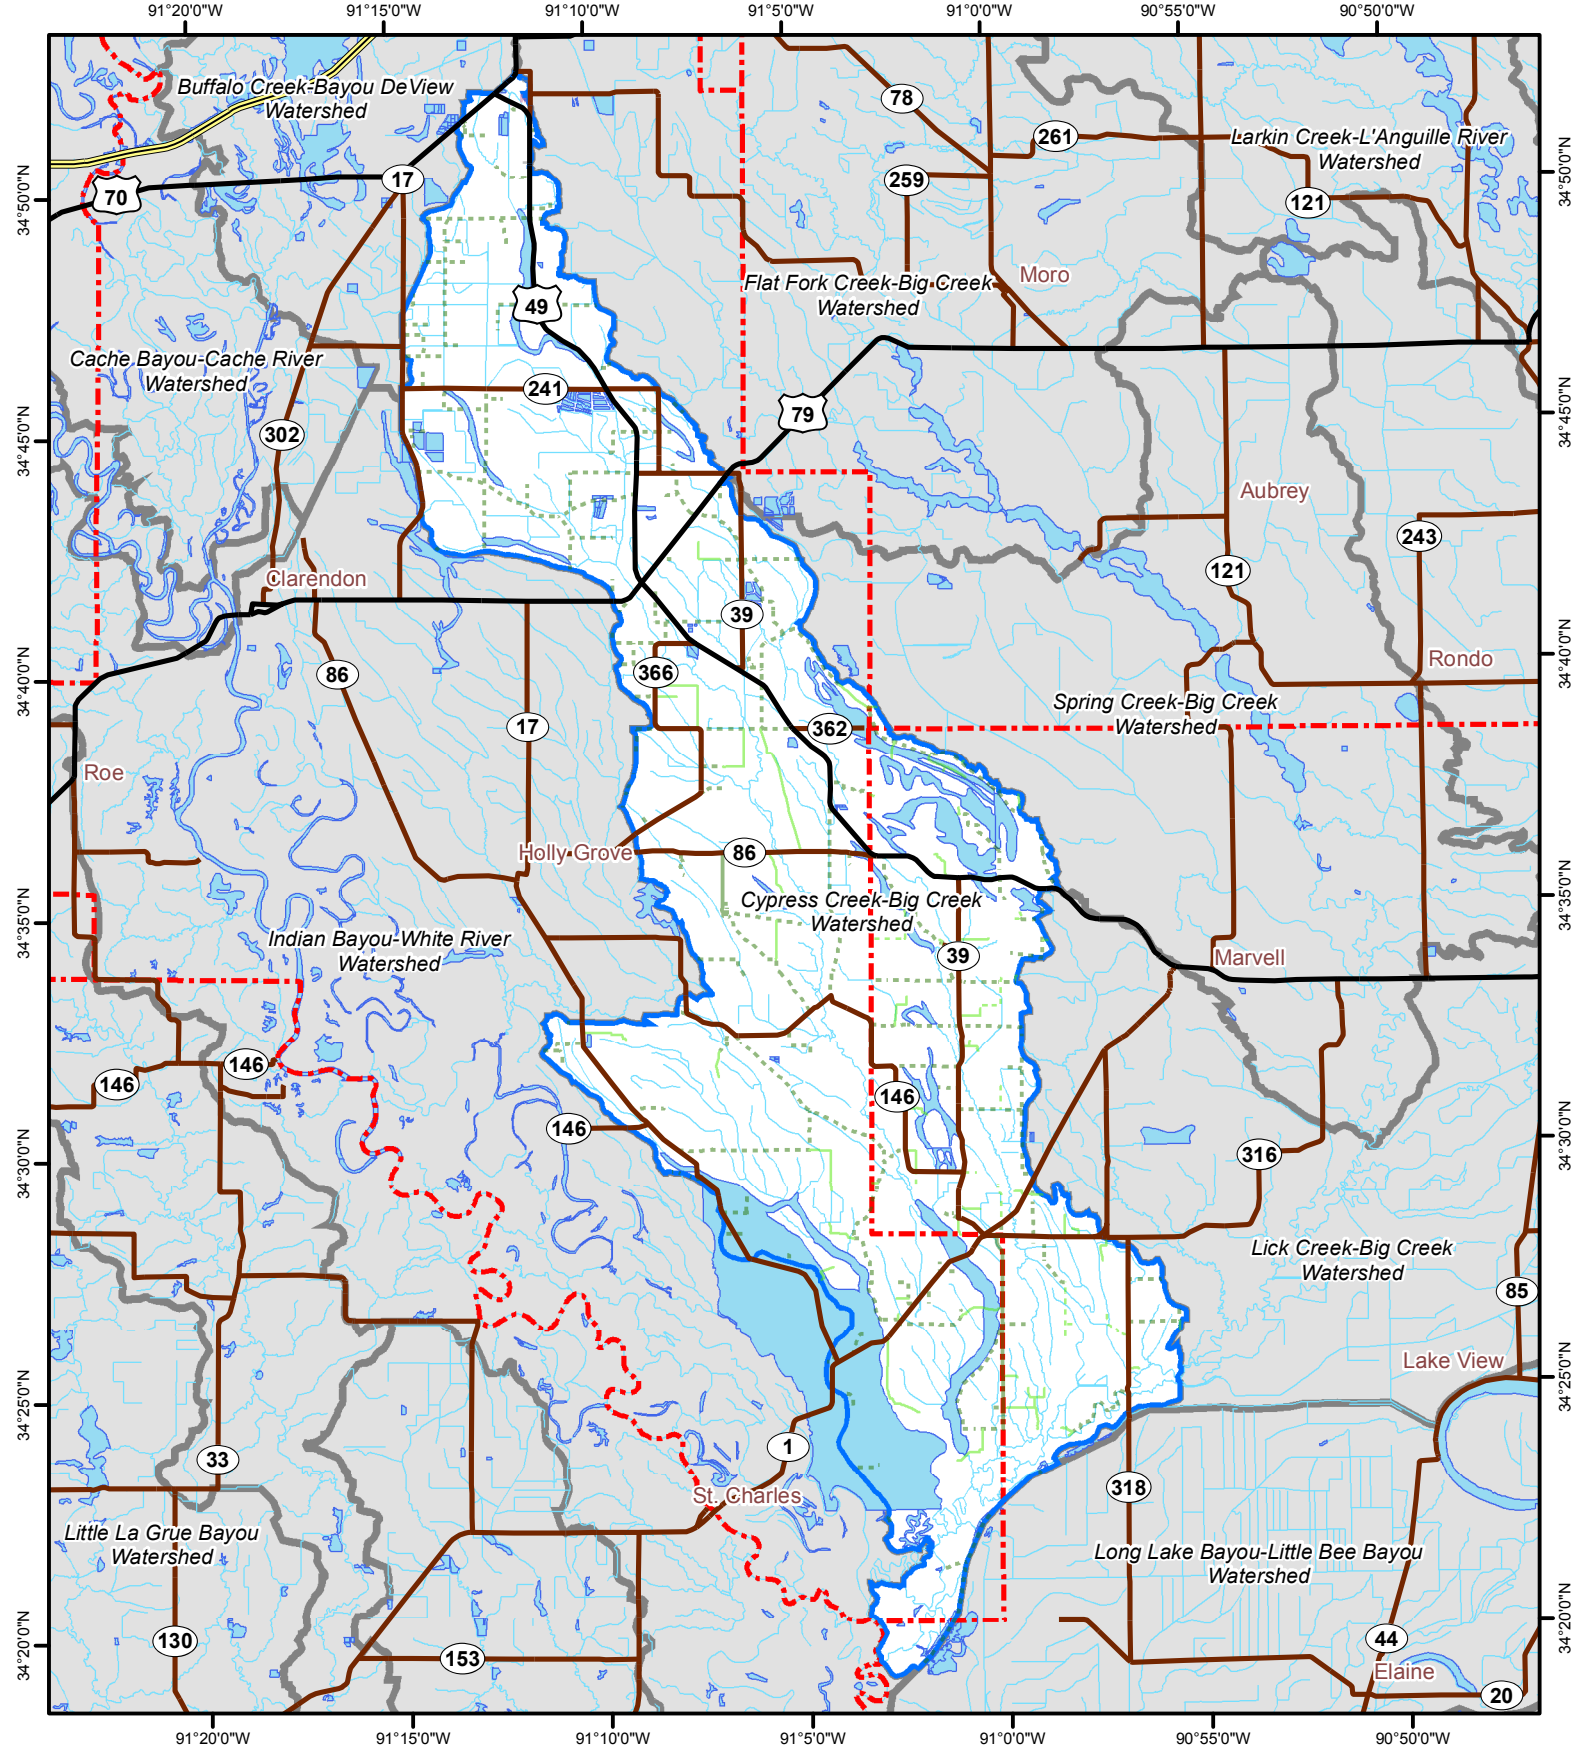 91°20'0"W
91°15'0"W
91°10'0"W
91°5'0"W
91°0'0"W
90°55'0"W
90°50'0"W
Buffalo Creek-Bayou DeView
Watershed
78
261
Larkin Creek-L'Anguille River
Watershed
34°50'0"N
34°50'0"N
70
17
259
121
Flat Fork Creek-Big Creek
Watershed
Moro
49
Cache Bayou-Cache River
Watershed
241
79
34°45'0"N
34°45'0"N
302
Aubrey
243
Clarendon
121
39
34°40'0"N
34°40'0"N
86
366
Rondo
Spring Creek-Big Creek
Watershed
17
362
Roe
Holly Grove
86
34°35'0"N
34°35'0"N
Cypress Creek-Big Creek
Watershed
Indian Bayou-White River
Watershed
39
Marvell
146
146
146
146
316
34°30'0"N
34°30'0"N
Lick Creek-Big Creek
Watershed
85
Lake View
34°25'0"N
34°25'0"N
33
1
318
St. Charles
Little La Grue Bayou
Watershed
Long Lake Bayou-Little Bee Bayou
Watershed
34°20'0"N
34°20'0"N
130
153
44
Elaine
20
91°20'0"W
91°15'0"W
91°10'0"W
91°5'0"W
91°0'0"W
90°55'0"W
90°50'0"W